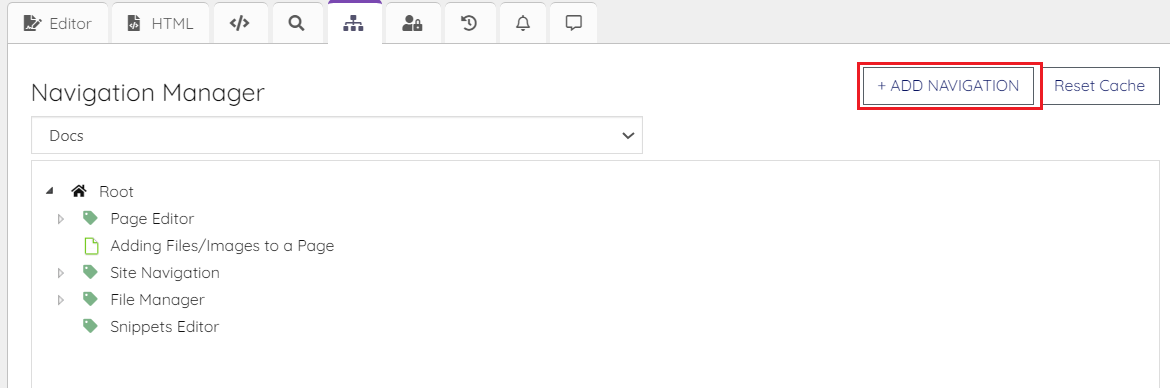 Editor HTML
Navigation Manager
+ ADD NAVIGATION Reset Cache
Docs
Root
Page Editor
Adding Files/Images to a Page
Site Navigation
File Manager
Snippets Editor